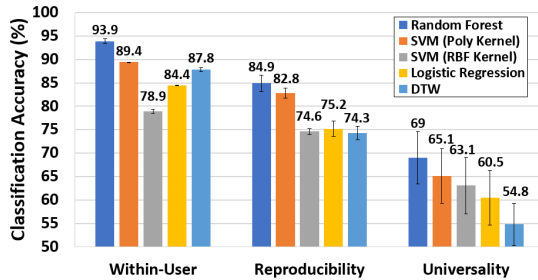 Classification Accuracy (%)
100
95
90
85
80
75
70
65
60
55
50
93.9
89.4
78.9
84.4
87.8
84.9
82.8
74.6
75.2
74.3
69
65.1
63.1
60.5
54.8
Random Forest
SVM (Poly Kernel)
SVM (RBF Kernel)
Logistic Regression
DTW
Within-User
Reproducibility
Universality